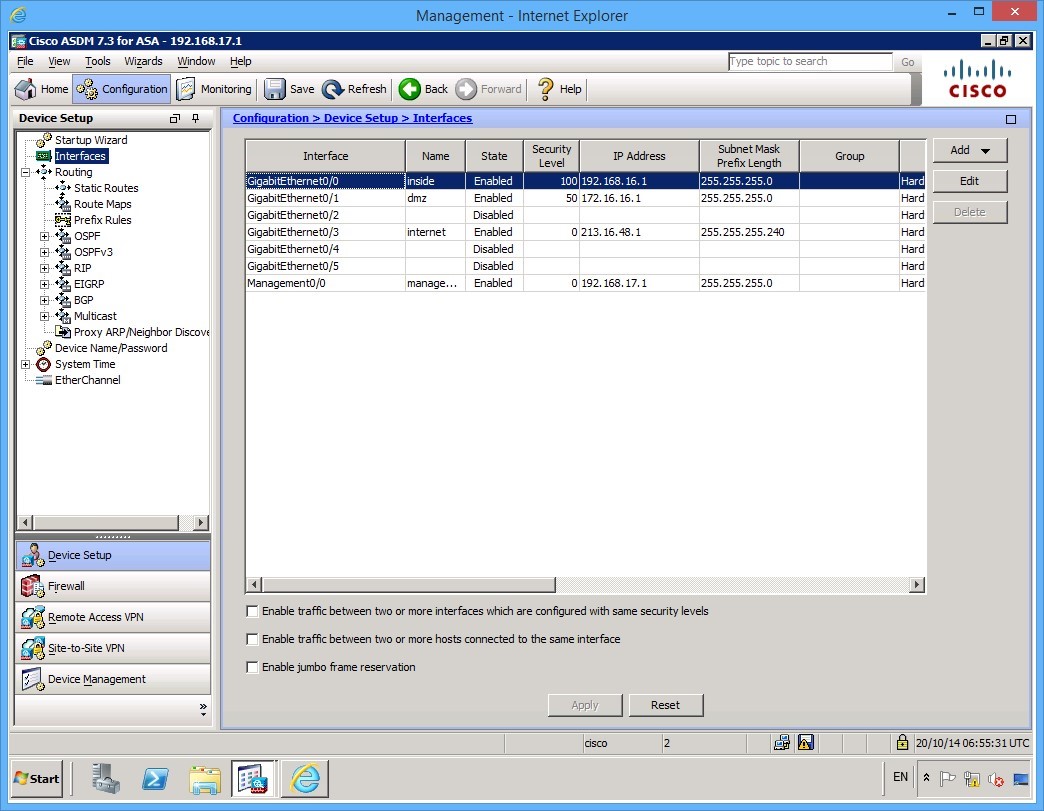 Management - Internet Explorer
Cisco ASDM 7.3 for ASA - 192.168.17.1
File View Tools Wizards Window Help
Type topic to search Go
Home Configuration Monitoring Save Refresh Back Forward Help
CISCO
Device Setup
Startup Wizard
Interfaces
Routing
Static Routes
Route Maps
Prefix Rules
OSPF
OSPFv3
RIP
EIGRP
BGP
Multicast
Proxy ARP/Neighbor Discove
Device Name/Password
System Time
EtherChannel
Device Setup
Firewall
Remote Access VPN
Site-to-Site VPN
Device Management
Configuration > Device Setup > Interfaces
Interface Name State Security Level IP Address Subnet Mask Prefix Length Group
GigabitEthernet0/0 inside Enabled 100 192.168.16.1 255.255.255.0 Hard
GigabitEthernet0/1 dmz Enabled 50 172.16.16.1 255.255.255.0 Hard
GigabitEthernet0/2 Disabled Hard
GigabitEthernet0/3 internet Enabled 0 213.16.48.1 255.255.255.240 Hard
GigabitEthernet0/4 Disabled Hard
GigabitEthernet0/5 Disabled Hard
Management0/0 manage... Enabled 0 192.168.17.1 255.255.255.0 Hard
Add
Edit
Delete
Enable traffic between two or more interfaces which are configured with same security levels
Enable traffic between two or more hosts connected to the same interface
Enable jumbo frame reservation
Apply Reset
cisco 2 20/10/14 06:55:31 UTC
Start EN